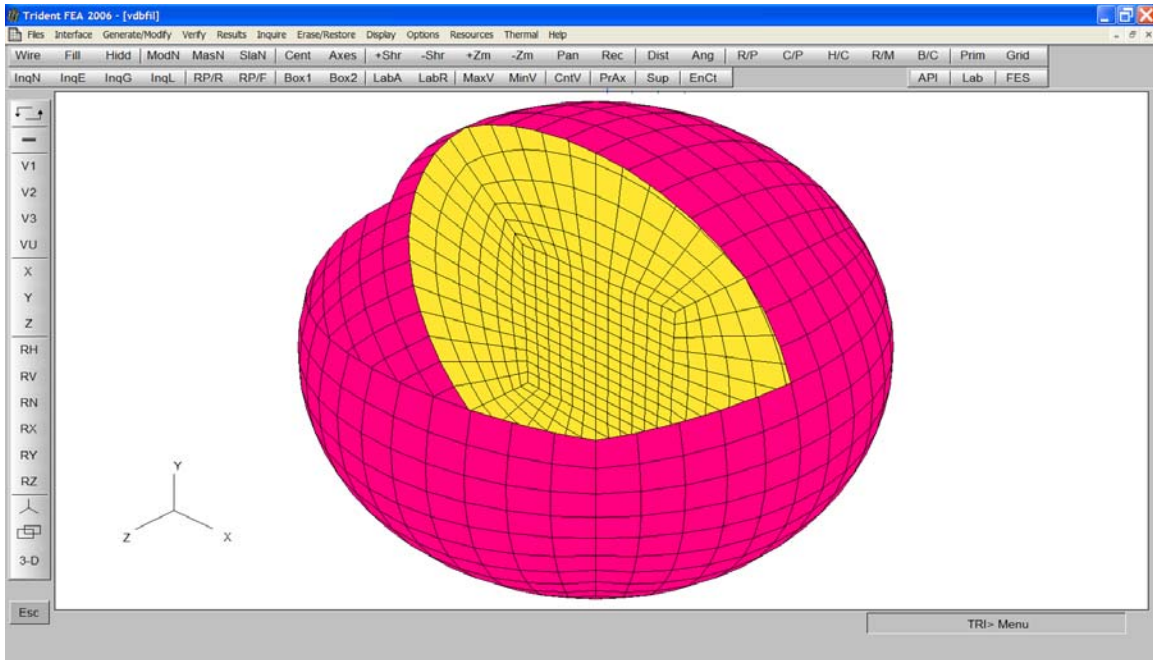 Trident FEA 2006 - [vdbfil]
Files Interface Generate/Modify Verify Results Inquire Erase/Restore Display Options Resources Thermal Help
Wire Fill Hidd ModN MasN SlaN Cent Axes +Shr -Shr +Zm -Zm Pan Rec Dist Ang R/P C/P H/C R/M B/C Prim Grid
InqN InqE InqG InqL RP/R RP/F Box1 Box2 LabA LabR MaxV MinV CntV PrAx Sup EnCt API Lab FES
V1
V2
V3
VU
X
Y
Z
RH
RV
RN
RX
RY
RZ
3-D
Esc
Y
Z X
TRI> Menu